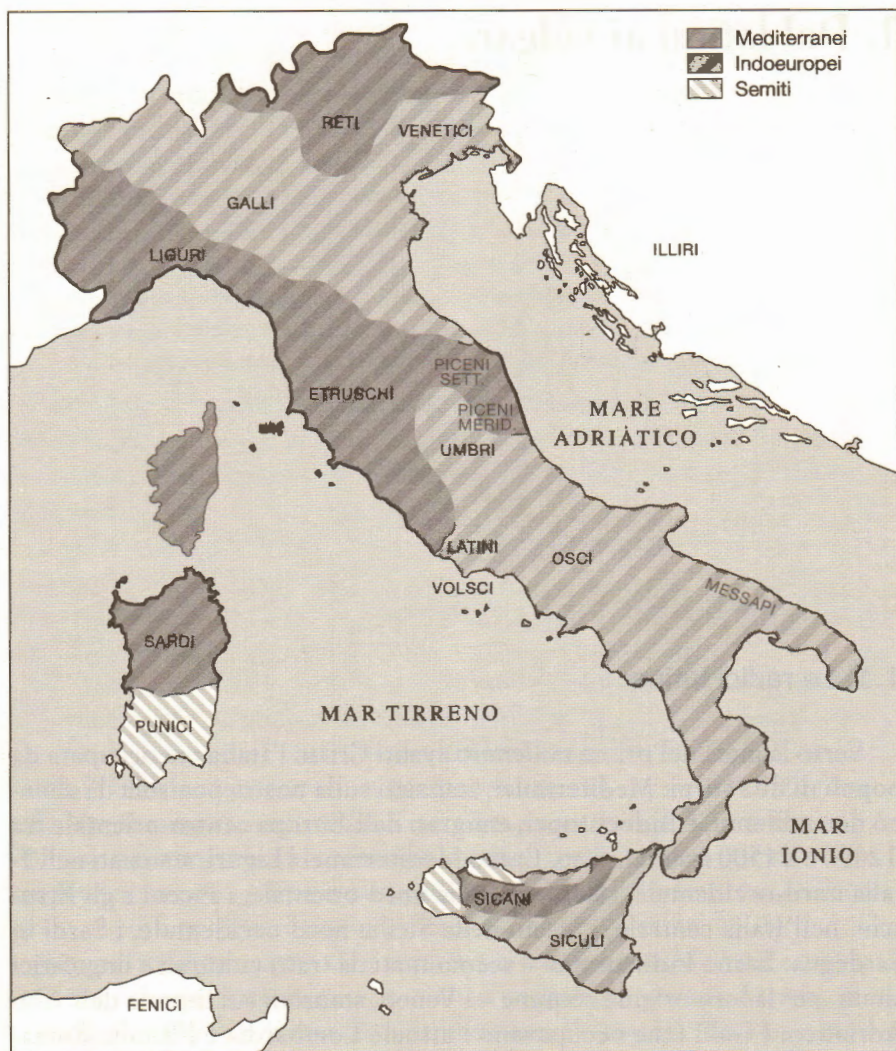 Mediterranei
Indoeuropei
Semiti
RETI
VENETICI
GALLI
ILLIRI
LIGURI
PICENI
SETT.
ETRUSCHI
PICENI
MERID.
MARE
ADRIÀTICO
UMBRI
LATINI
OSCI
VOLSCI
MESSAPI
SARDI
PUNICI
MAR TIRRENO
MAR
IONIO
SICANI
SICULI
FENICI